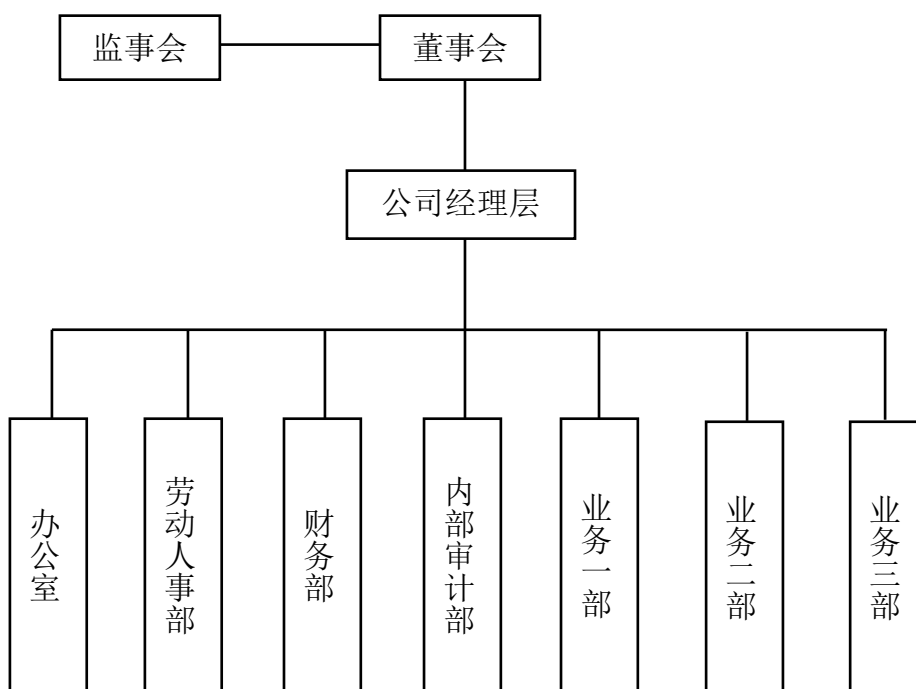 监事会
董事会
公司经理层
办公室
劳动人事部
财务部
内部审计部
业务一部
业务二部
业务三部